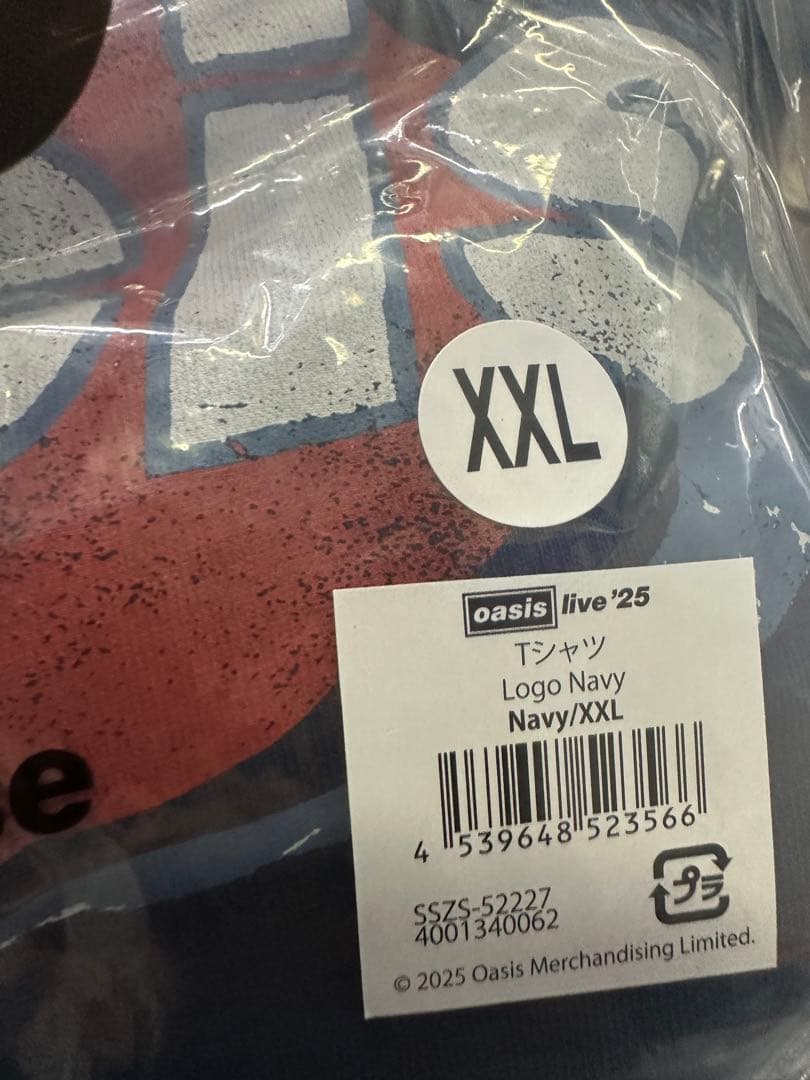 XXL
oasis live '25
Tシャツ
Logo Navy
Navy/XXL
4 539648 523566
SSZS-52227
4001340062
プラ
© 2025 Oasis Merchandising Limited.